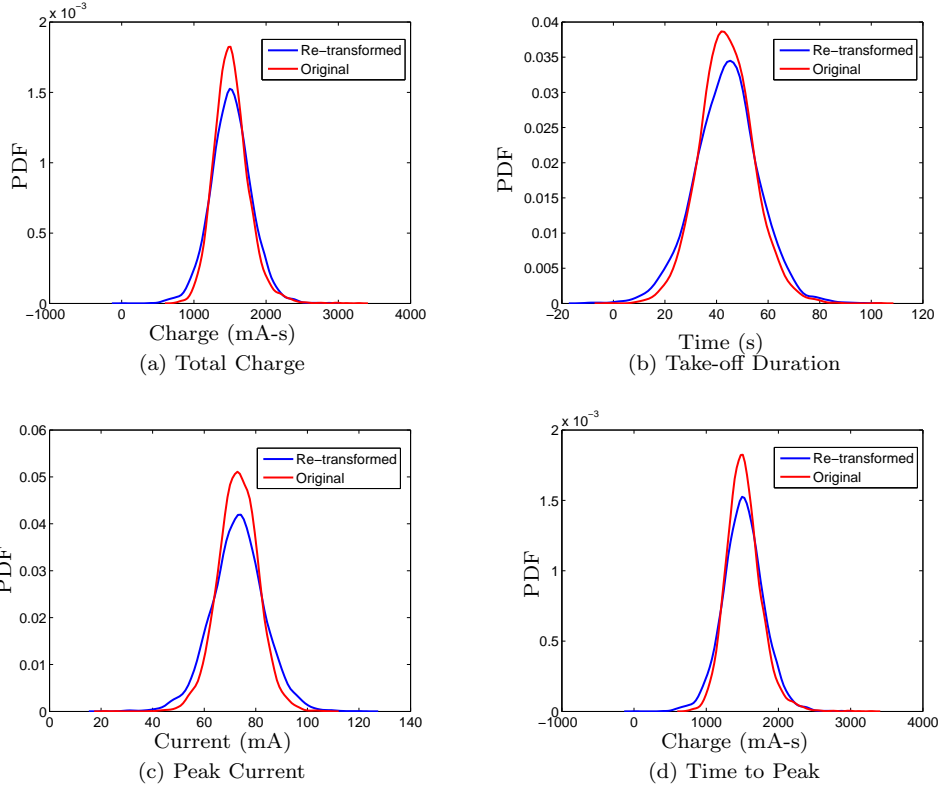 2 x 10⁻³
1.5
1
0.5
0
PDF
Re-transformed
Original
−1000 0 1000 2000 3000 4000
Charge (mA-s)
(a) Total Charge
0.04
0.035
0.03
0.025
0.02
0.015
0.01
0.005
0
PDF
Re-transformed
Original
−20 0 20 40 60 80 100 120
Time (s)
(b) Take-off Duration
0.06
0.05
0.04
0.03
0.02
0.01
0
PDF
Re-transformed
Original
0 20 40 60 80 100 120 140
Current (mA)
(c) Peak Current
2 x 10⁻³
1.5
1
0.5
0
PDF
Re-transformed
Original
−1000 0 1000 2000 3000 4000
Charge (mA-s)
(d) Time to Peak